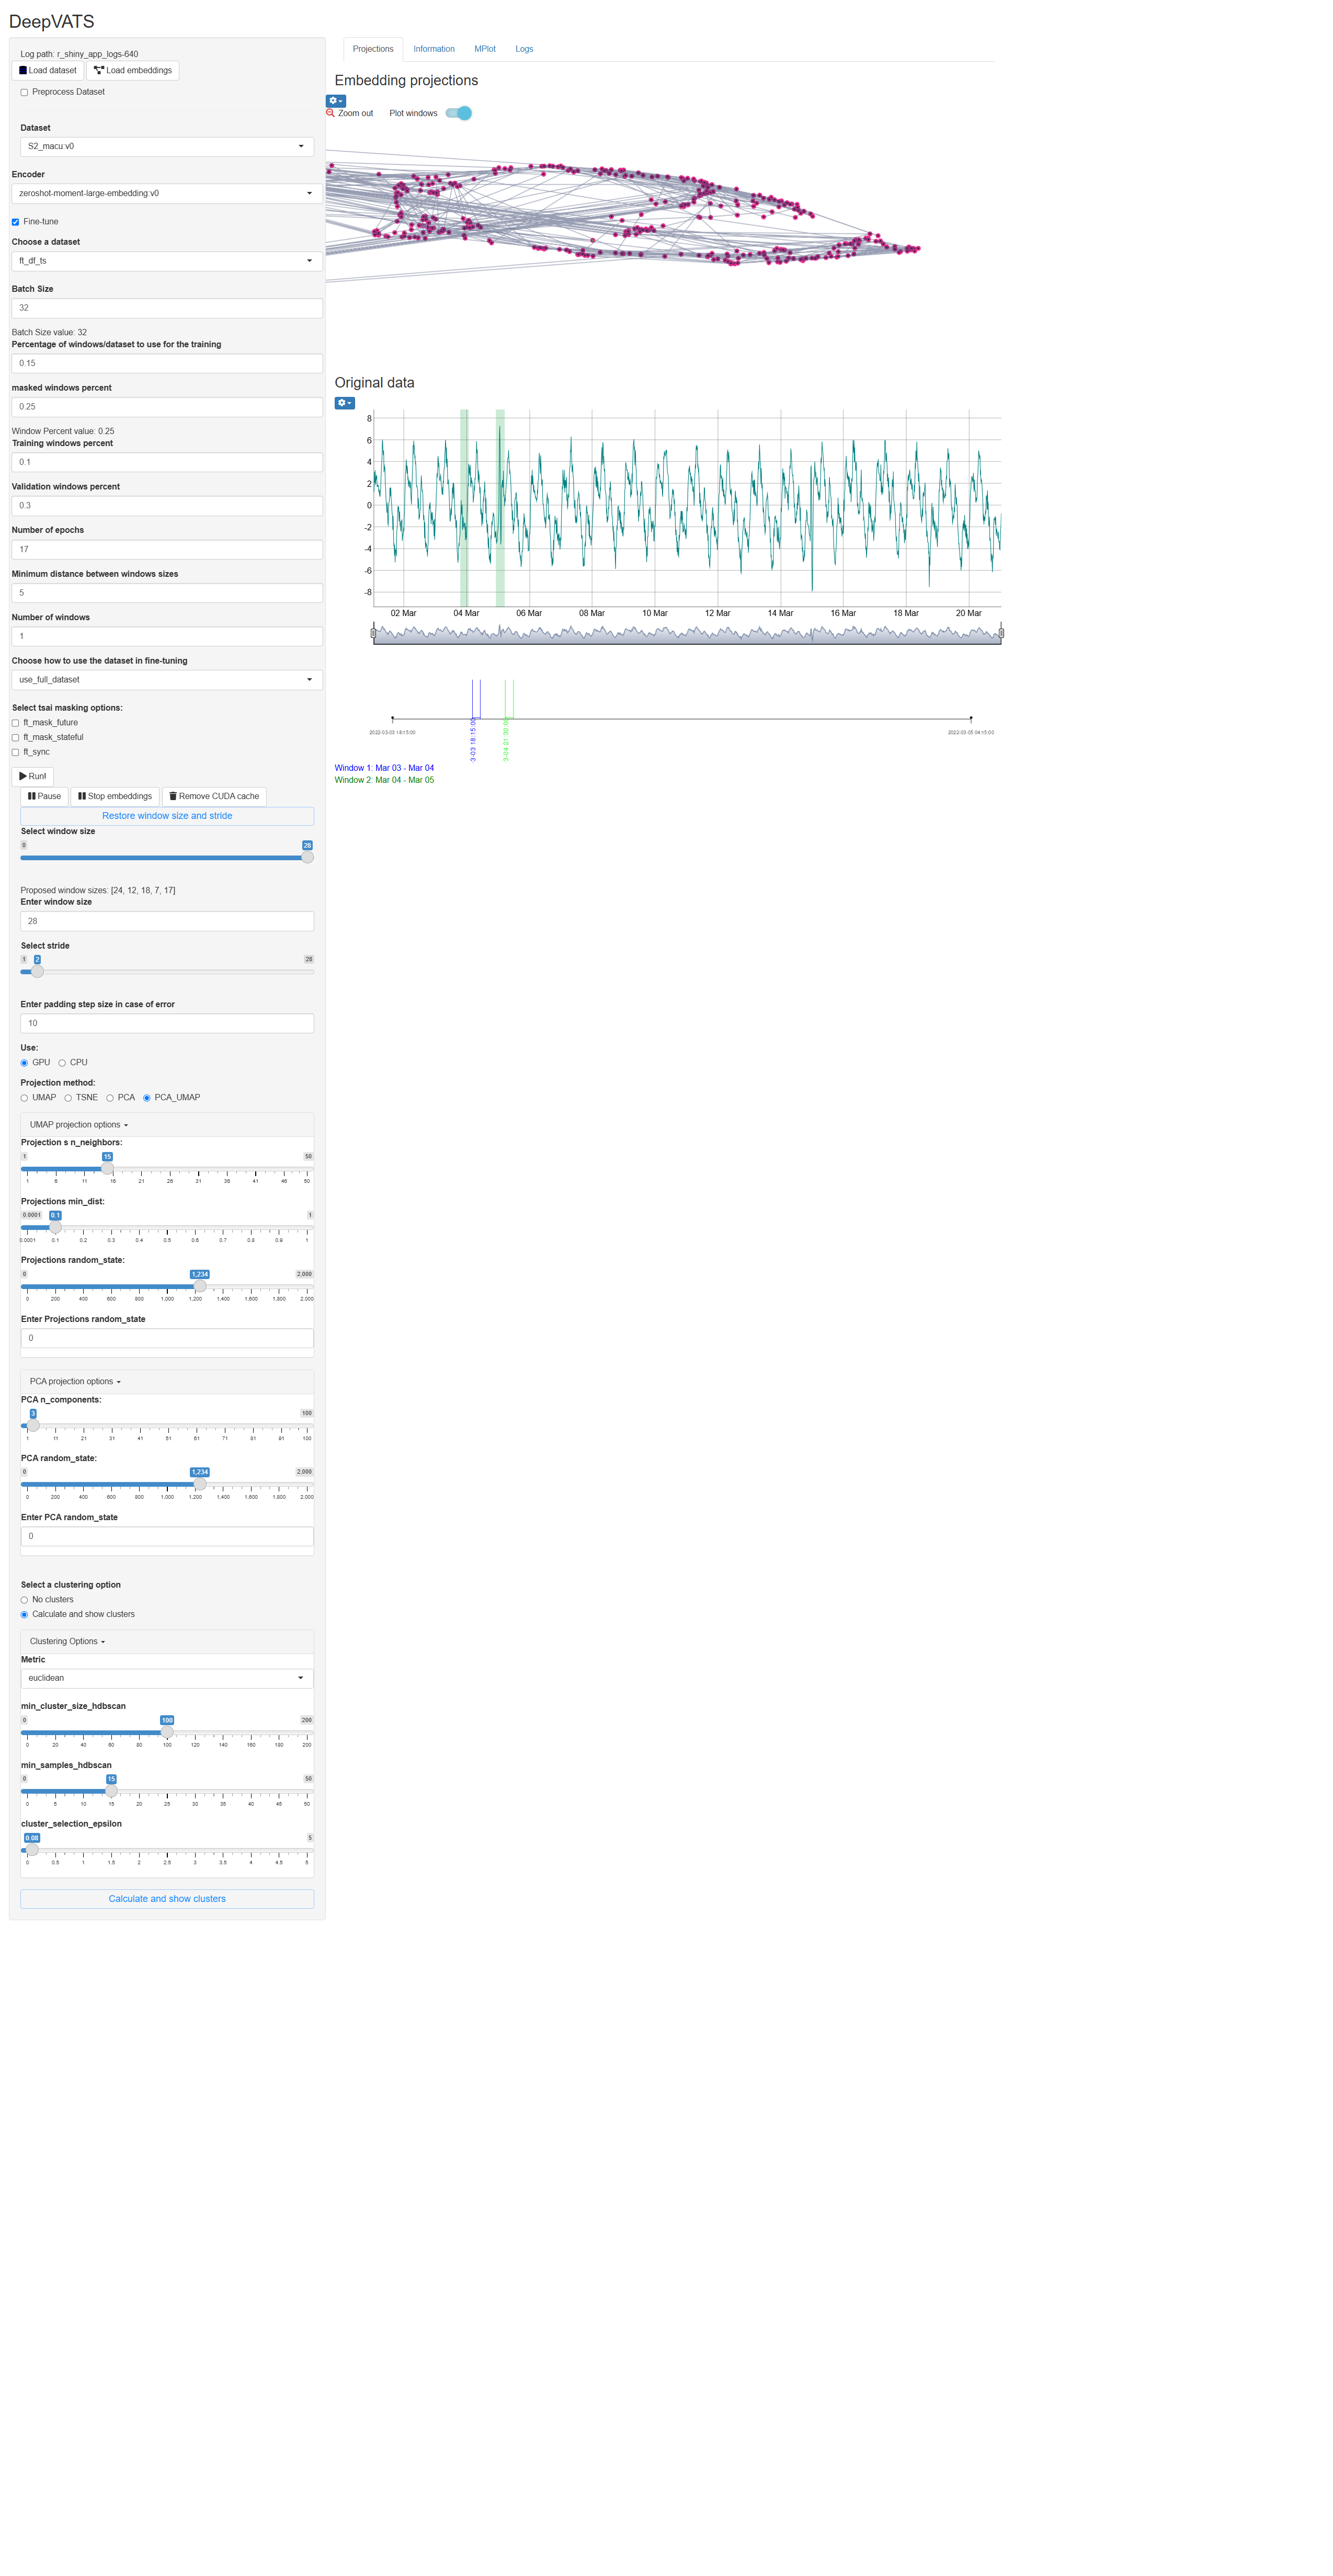 DeepVATS
Log path: r_shiny_app_logs-640
Load dataset
Load embeddings
Preprocess Dataset
Dataset
S2_macu:v0
Encoder
zeroshot-moment-large-embedding:v0
Fine-tune
Choose a dataset
ft_df_ts
Batch Size
32
Batch Size value: 32
Percentage of windows/dataset to use for the training
0.15
masked windows percent
0.25
Window Percent value: 0.25
Training windows percent
0.1
Validation windows percent
0.3
Number of epochs
17
Minimum distance between windows sizes
5
Number of windows
1
Choose how to use the dataset in fine-tuning
use_full_dataset
Select tsai masking options:
ft_mask_future
ft_mask_stateful
ft_sync
Run!
Pause
Stop embeddings
Remove CUDA cache
Restore window size and stride
Select window size
0 28
Proposed window sizes: [24, 12, 18, 7, 17]
Enter window size
28
Select stride
1 2 28
Enter padding step size in case of error
10
Use:
GPU CPU
Projection method:
UMAP TSNE PCA PCA_UMAP
UMAP projection options
Projection s n_neighbors:
1 15 50
1 6 11 16 21 26 31 36 41 46 50
Projections min_dist:
0.0001 0.1 1
0.0001 0.1 0.2 0.3 0.4 0.5 0.6 0.7 0.8 0.9 1
Projections random_state:
0 1,234 2,000
0 200 400 600 800 1,000 1,200 1,400 1,600 1,800 2,000
Enter Projections random_state
0
PCA projection options
PCA n_components:
3 100
1 11 21 31 41 51 61 71 81 91 100
PCA random_state:
0 1,234 2,000
0 200 400 600 800 1,000 1,200 1,400 1,600 1,800 2,000
Enter PCA random_state
0
Select a clustering option
No clusters
Calculate and show clusters
Clustering Options
Metric
euclidean
min_cluster_size_hdbscan
0 100 200
0 20 40 60 80 100 120 140 160 180 200
min_samples_hdbscan
0 15 50
0 5 10 15 20 25 30 35 40 45 50
cluster_selection_epsilon
0.08 5
0 0.5 1 1.5 2 2.5 3 3.5 4 4.5 5
Calculate and show clusters
Projections
Information
MPlot
Logs
Embedding projections
Zoom out
Plot windows
Original data
8
6
4
2
0
-2
-4
-6
-8
02 Mar 04 Mar 06 Mar 08 Mar 10 Mar 12 Mar 14 Mar 16 Mar 18 Mar 20 Mar
3-03 18:15:00
3-04 21:30:00
2022-03-03 18:15:00
2022-03-05 04:15:00
Window 1: Mar 03 - Mar 04
Window 2: Mar 04 - Mar 05